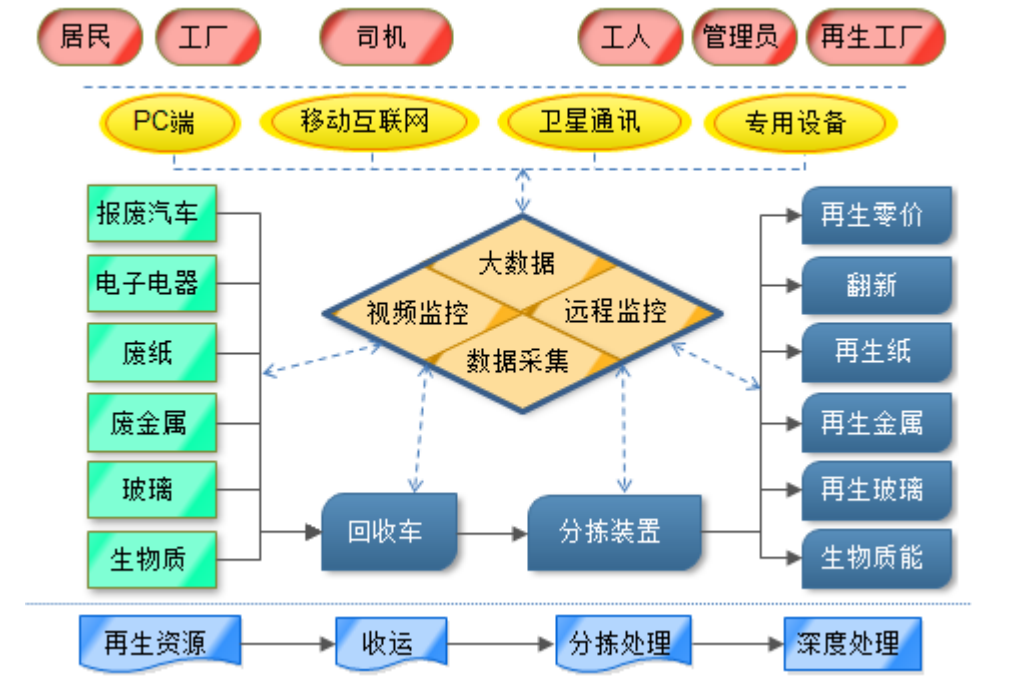 居民
工厂
司机
工人
管理员
再生工厂
PC端
移动互联网
卫星通讯
专用设备
报废汽车
电子电器
废纸
废金属
玻璃
生物质
大数据
视频监控
远程监控
数据采集
回收车
分拣装置
再生零价
翻新
再生纸
再生金属
再生玻璃
生物质能
再生资源
收运
分拣处理
深度处理